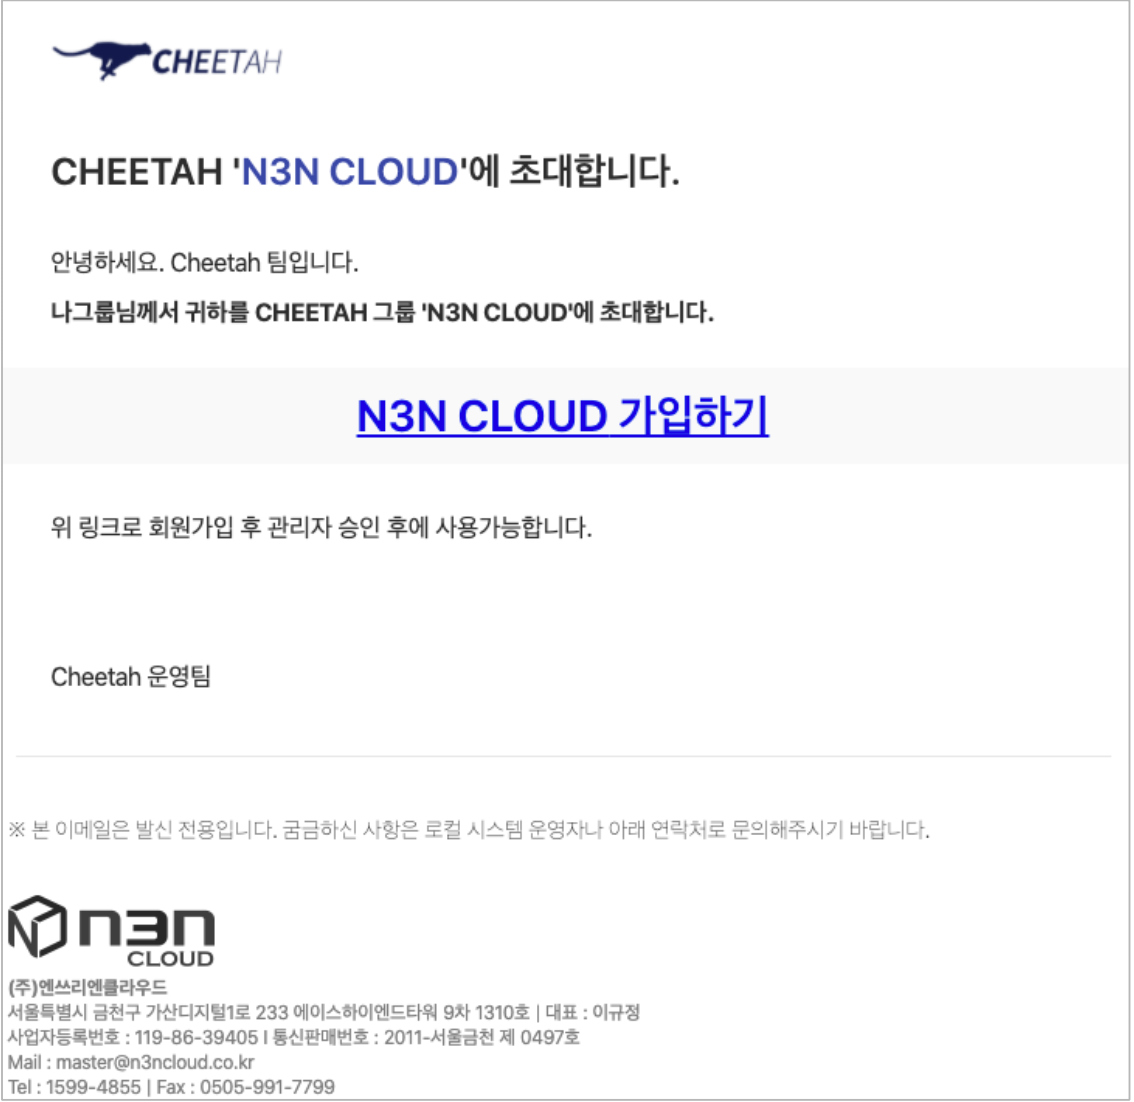 CHEETAH
CHEETAH 'N3N CLOUD'에 초대합니다.
안녕하세요. Cheetah 팀입니다.
나그룹님께서 귀하를 CHEETAH 그룹 'N3N CLOUD'에 초대합니다.
N3N CLOUD 가입하기
위 링크로 회원가입 후 관리자 승인 후에 사용가능합니다.
Cheetah 운영팀
※ 본 이메일은 발신 전용입니다. 궁금하신 사항은 로컬 시스템 운영자나 아래 연락처로 문의해주시기 바랍니다.
n3n
CLOUD
(주)엔쓰리엔클라우드
서울특별시 금천구 가산디지털1로 233 에이스하이엔드타워 9차 1310호 | 대표 : 이규정
사업자등록번호 : 119-86-39405 I 통신판매번호 : 2011-서울금천 제 0497호
Mail : master@n3ncloud.co.kr
Tel : 1599-4855 | Fax : 0505-991-7799